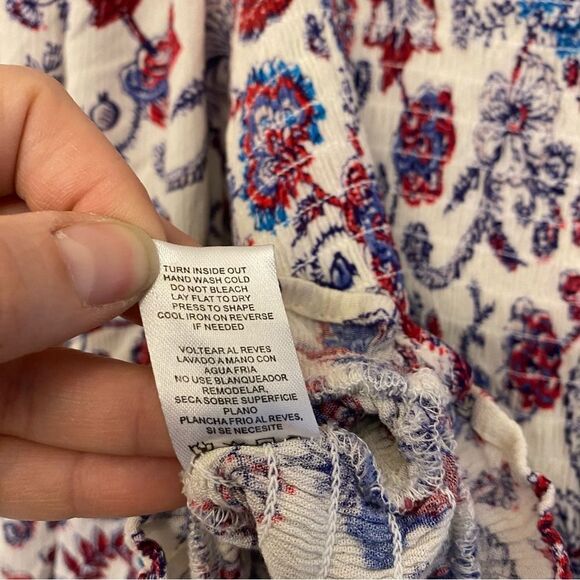 TURN INSIDE OUT
HAND WASH COLD
DO NOT BLEACH
LAY FLAT TO DRY
PRESS TO SHAPE
COOL IRON ON REVERSE
IF NEEDED
VOLTEAR AL REVES
LAVADO A MANO CON
AGUA FRIA
NO USE BLANQUEADOR
REMODELAR,
SECA SOBRE SUPERFICIE
PLANO
PLANCHA FRIO AL REVES,
SI SE NECESITE